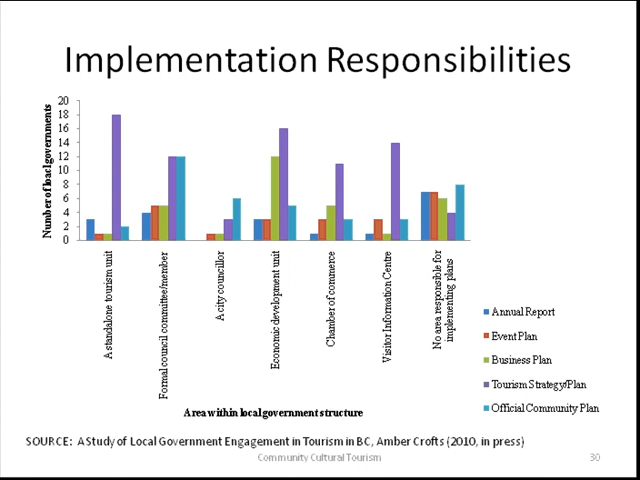 Implementation Responsibilities
Number of loacl governments
20
18
16
14
12
10
8
6
4
2
0
A standalone tourism unit
Formal council committee/member
A city councillor
Economic development unit
Chamber of commerce
Visitor Information Centre
No area responsible for
implementing plans
Area within local government structure
Annual Report
Event Plan
Business Plan
Tourism Strategy/Plan
Official Community Plan
SOURCE: A Study of Local Government Engagement in Tourism in BC, Amber Crofts (2010, in press)
Community Cultural Tourism
30